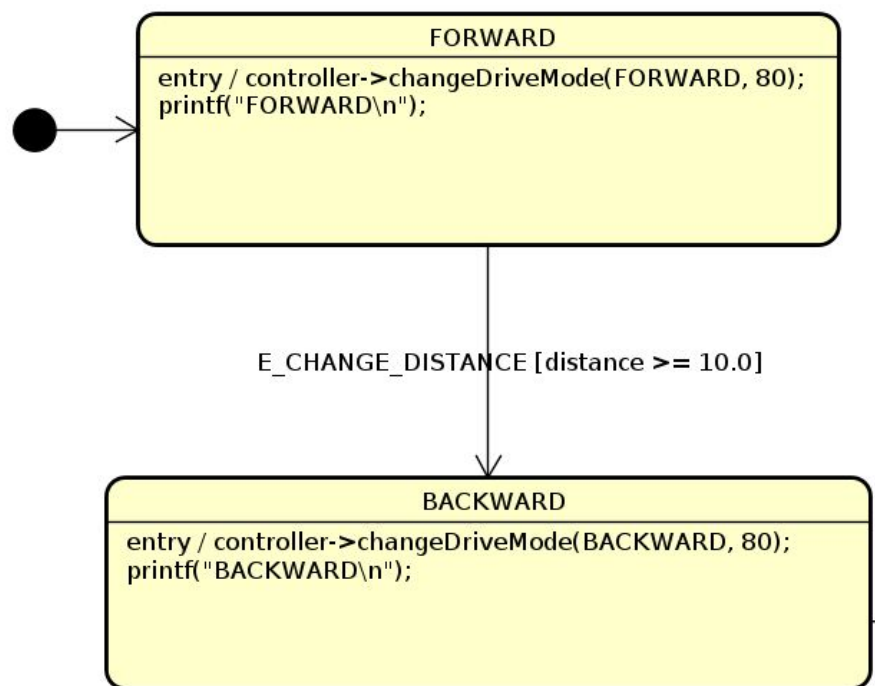 FORWARD
entry / controller->changeDriveMode(FORWARD, 80);
printf("FORWARD\n");
E_CHANGE_DISTANCE [distance >= 10.0]
BACKWARD
entry / controller->changeDriveMode(BACKWARD, 80);
printf("BACKWARD\n");